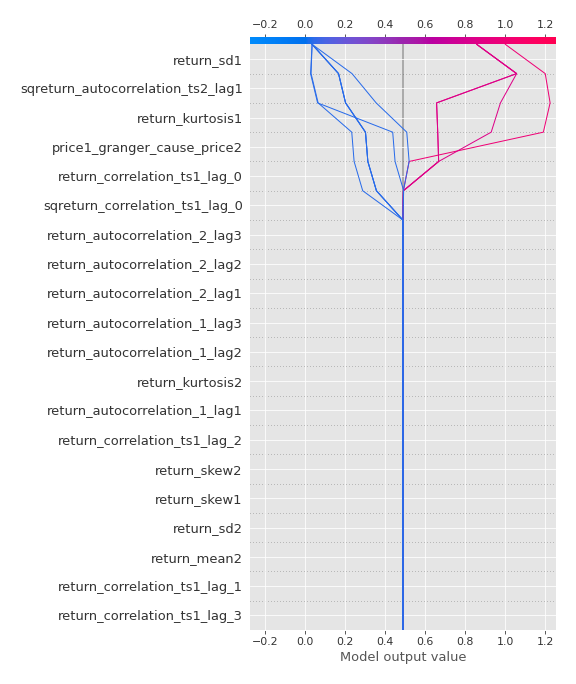 −0.2 0.0 0.2 0.4 0.6 0.8 1.0 1.2
return_sd1
sqreturn_autocorrelation_ts2_lag1
return_kurtosis1
price1_granger_cause_price2
return_correlation_ts1_lag_0
sqreturn_correlation_ts1_lag_0
return_autocorrelation_2_lag3
return_autocorrelation_2_lag2
return_autocorrelation_2_lag1
return_autocorrelation_1_lag3
return_autocorrelation_1_lag2
return_kurtosis2
return_autocorrelation_1_lag1
return_correlation_ts1_lag_2
return_skew2
return_skew1
return_sd2
return_mean2
return_correlation_ts1_lag_1
return_correlation_ts1_lag_3
−0.2 0.0 0.2 0.4 0.6 0.8 1.0 1.2
Model output value